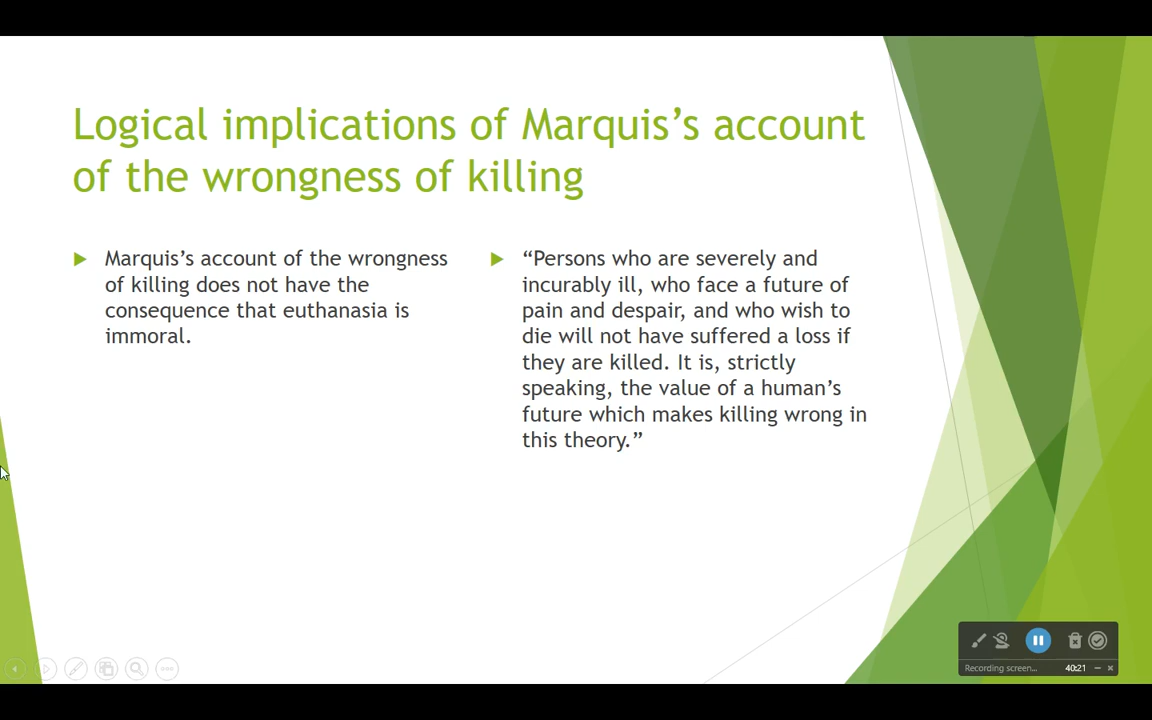 Logical implications of Marquis’s account
of the wrongness of killing
Marquis’s account of the wrongness
of killing does not have the
consequence that euthanasia is
immoral.
“Persons who are severely and
incurably ill, who face a future of
pain and despair, and who wish to
die will not have suffered a loss if
they are killed. It is, strictly
speaking, the value of a human’s
future which makes killing wrong in
this theory.”
Recording screen... 40:21